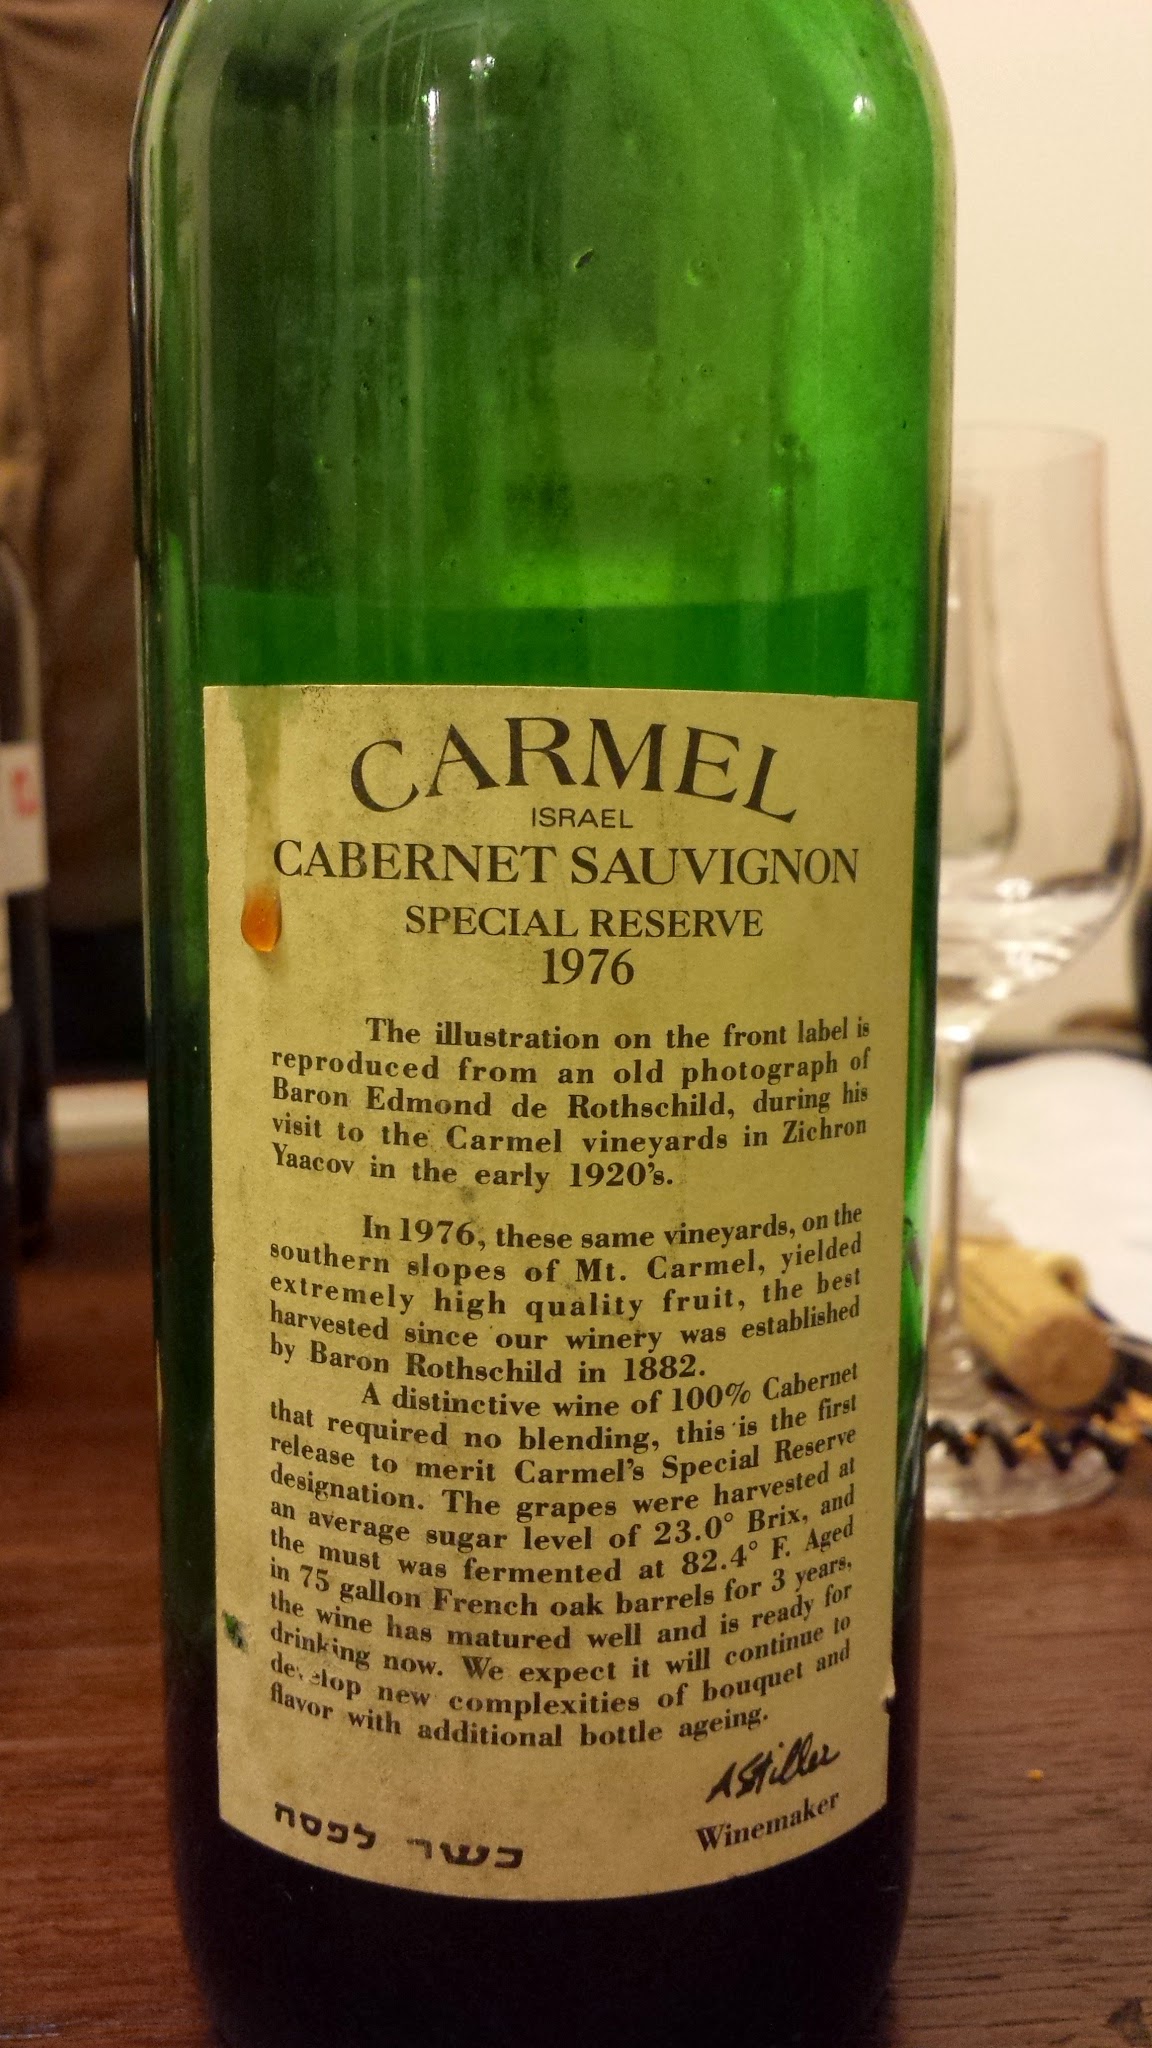 CARMEL
ISRAEL
CABERNET SAUVIGNON
SPECIAL RESERVE
1976
The illustration on the front label is
reproduced from an old photograph of
Baron Edmond de Rothschild, during his
visit to the Carmel vineyards in Zichron
Yaacov in the early 1920's.
In 1976, these same vineyards, on the
southern slopes of Mt. Carmel, yielded
extremely high quality fruit, the best
harvested since our winery was established
by Baron Rothschild in 1882.
A distinctive wine of 100% Cabernet
that required no blending, this is the first
release to merit Carmel's Special Reserve
designation. The grapes were harvested at
an average sugar level of 23.0° Brix, and
the must was fermented at 82.4° F. Aged
in 75 gallon French oak barrels for 3 years,
the wine has matured well and is ready for
drinking now. We expect it will continue to
develop new complexities of bouquet and
flavor with additional bottle ageing.
A Stiller
Winemaker
כשר לפסח